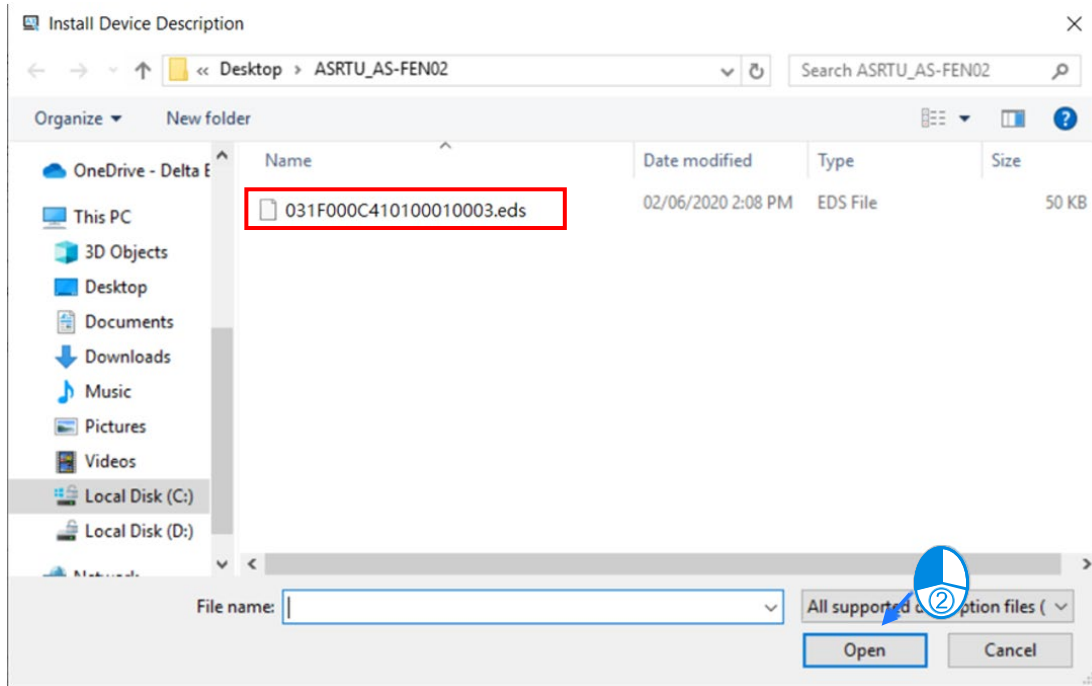 Install Device Description
« Desktop › ASRTU_AS-FEN02
Search ASRTU_AS-FEN02
Organize
New folder
Name
Date modified
Type
Size
031F000C410100010003.eds
02/06/2020 2:08 PM
EDS File
50 KB
OneDrive - Delta E
This PC
3D Objects
Desktop
Documents
Downloads
Music
Pictures
Videos
Local Disk (C:)
Local Disk (D:)
File name:
All supported (
files
②
Open
Cancel